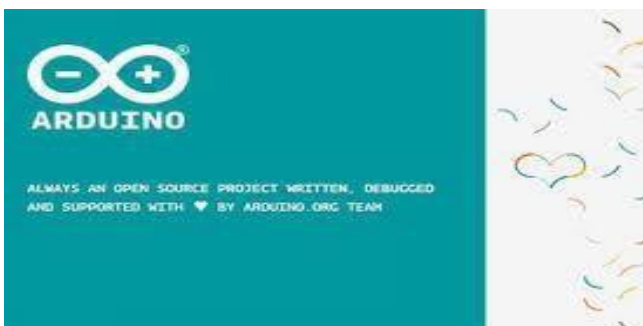 ARDUINO
ALWAYS AN OPEN SOURCE PROJECT WRITTEN, DEBUGGED
AND SUPPORTED WITH ♥ BY ARDUINO.ORG TEAM